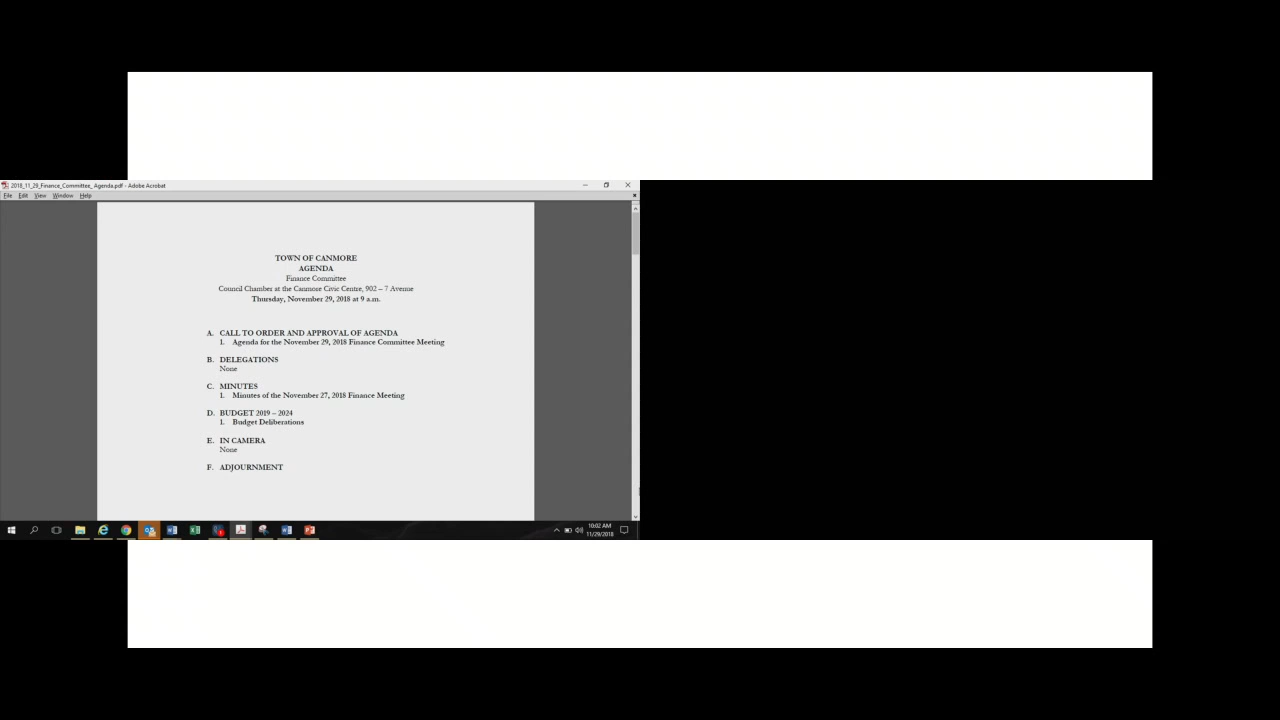 2018_11_29_Finance_Committee_ Agenda.pdf - Adobe Acrobat
File Edit View Window Help
TOWN OF CANMORE
AGENDA
Finance Committee
Council Chamber at the Canmore Civic Centre, 902 – 7 Avenue
Thursday, November 29, 2018 at 9 a.m.
A. CALL TO ORDER AND APPROVAL OF AGENDA
1. Agenda for the November 29, 2018 Finance Committee Meeting
B. DELEGATIONS
None
C. MINUTES
1. Minutes of the November 27, 2018 Finance Meeting
D. BUDGET 2019 – 2024
1. Budget Deliberations
E. IN CAMERA
None
F. ADJOURNMENT
10:02 AM
11/29/2018